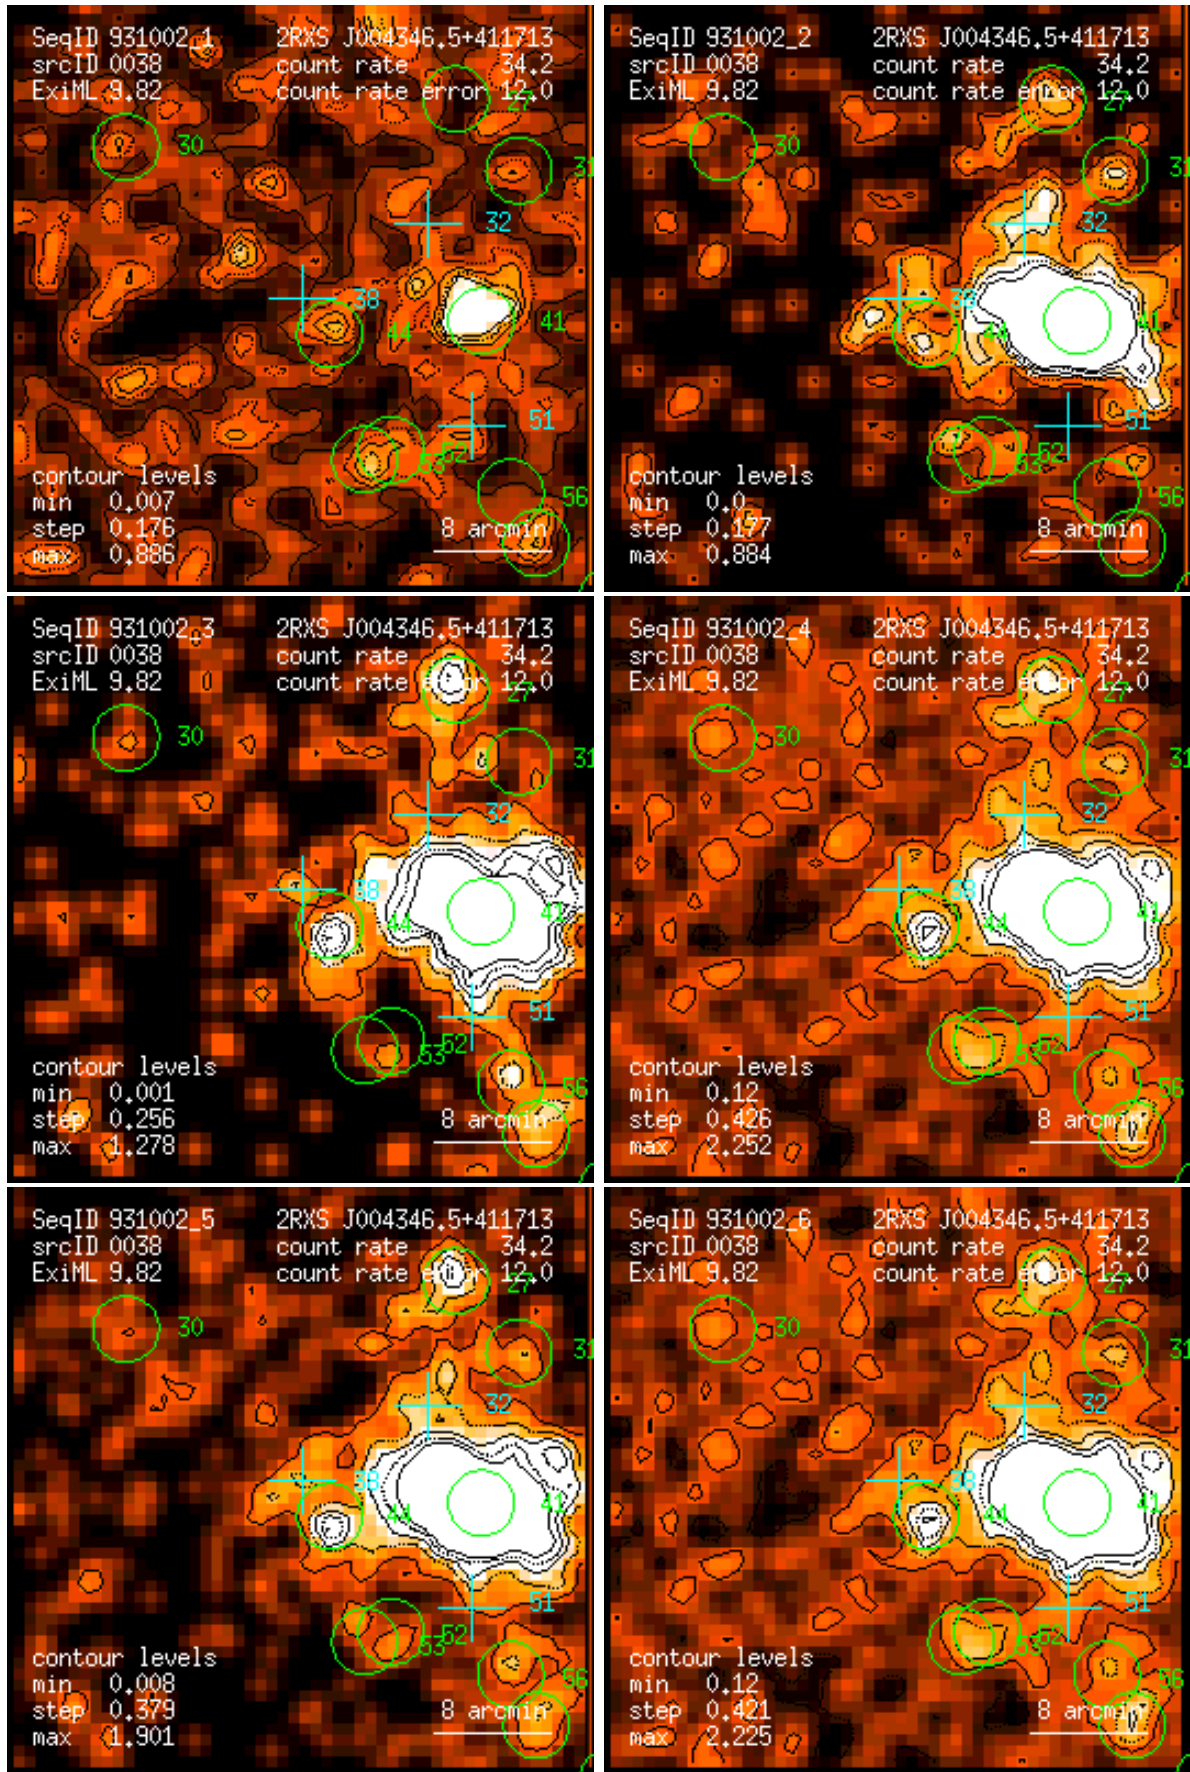 SeqID 931002_1 2RXS J004346.5+411713
srcID 0038 count rate 34.2
ExiML 9.82 count rate error 12.0
27
30
31
32
38
44 41
51
53 52
contour levels
min 0.007
56
step 0.176 8 arcmin
max 0.886
SeqID 931002_2 2RXS J004346.5+411713
srcID 0038 count rate 34.2
ExiML 9.82 count rate error 12.0
27
30
31
32
38
44 41
51
53 52
contour levels
min 0.0
56
step 0.177 8 arcmin
max 0.884
SeqID 931002_3 2RXS J004346.5+411713
srcID 0038 count rate 34.2
ExiML 9.82 count rate error 12.0
27
30
31
32
38
44 41
51
53 52
contour levels
min 0.001
56
step 0.256 8 arcmin
max 1.278
SeqID 931002_4 2RXS J004346.5+411713
srcID 0038 count rate 34.2
ExiML 9.82 count rate error 12.0
27
30
31
32
38
44 41
51
53 52
contour levels
min 0.12
56
step 0.426 8 arcmin
max 2.252
SeqID 931002_5 2RXS J004346.5+411713
srcID 0038 count rate 34.2
ExiML 9.82 count rate error 12.0
27
30
31
32
38
44 41
51
53 52
contour levels
min 0.008
56
step 0.379 8 arcmin
max 1.901
SeqID 931002_6 2RXS J004346.5+411713
srcID 0038 count rate 34.2
ExiML 9.82 count rate error 12.0
27
30
31
32
38
44 41
51
53 52
contour levels
min 0.12
56
step 0.421 8 arcmin
max 2.225